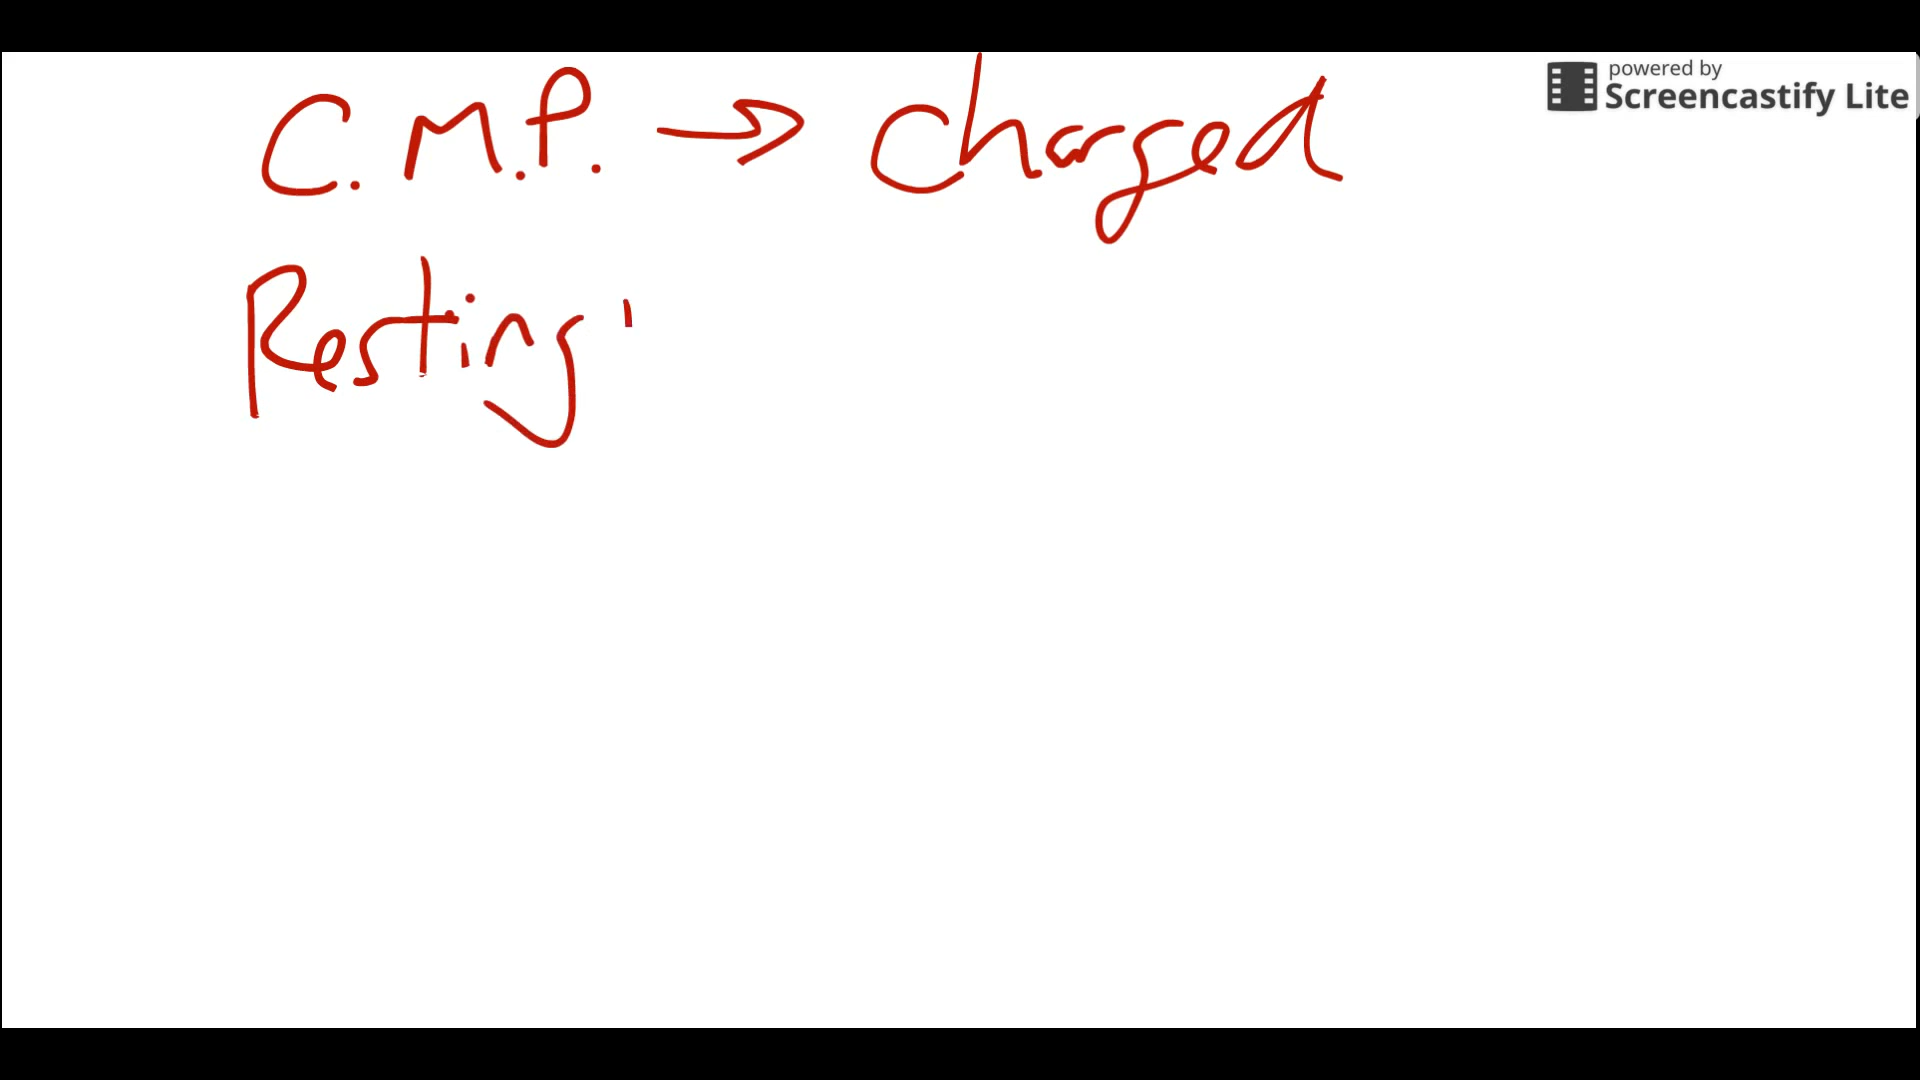 C.M.P. → charged
Resting
powered by
Screencastify Lite